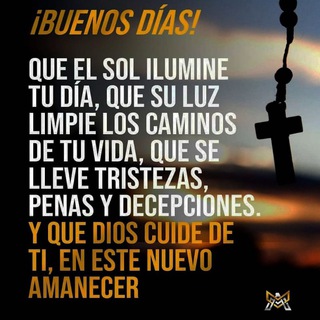 ¡BUENOS DÍAS!
QUE EL SOL ILUMINE
TU DÍA, QUE SU LUZ
LIMPIE LOS CAMINOS
DE TU VIDA, QUE SE
LLEVE TRISTEZAS,
PENAS Y DECEPCIONES.
Y QUE DIOS CUIDE DE
TI, EN ESTE NUEVO
AMANECER